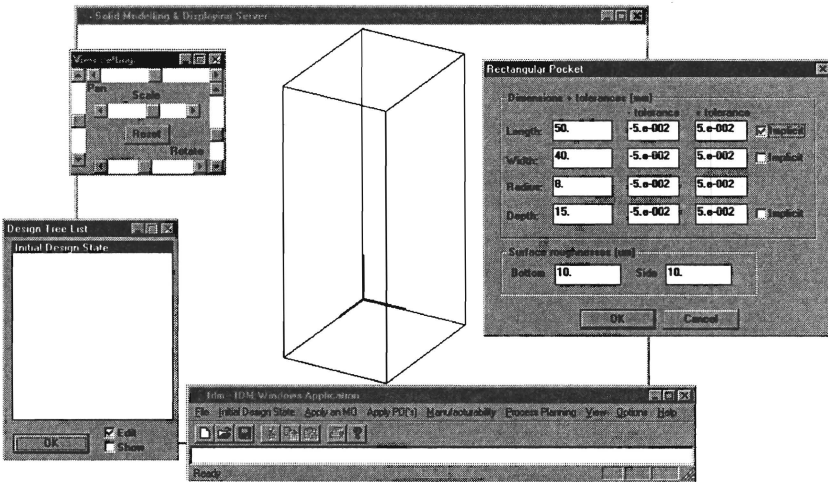 - Solid Modelling & Displaying Server
View setting
Pan
Scale
Reset
Rotate
Design Tree List
Initial Design State
OK
Edit
Show
Rectangular Pocket
Dimensions + tolerances [mm]
- tolerance + tolerance
Length: 50. -5.e-002 5.e-002 Implicit
Width: 40. -5.e-002 5.e-002 Implicit
Radius: 8. -5.e-002 5.e-002
Depth: 15. -5.e-002 5.e-002 Implicit
Surface roughnesses [um]
Bottom 10. Side 10.
OK Cancel
- IDM Windows Application
File Initial Design State Apply an MO Apply PD('s) Manufacturability Process Planning View Options Help
Ready